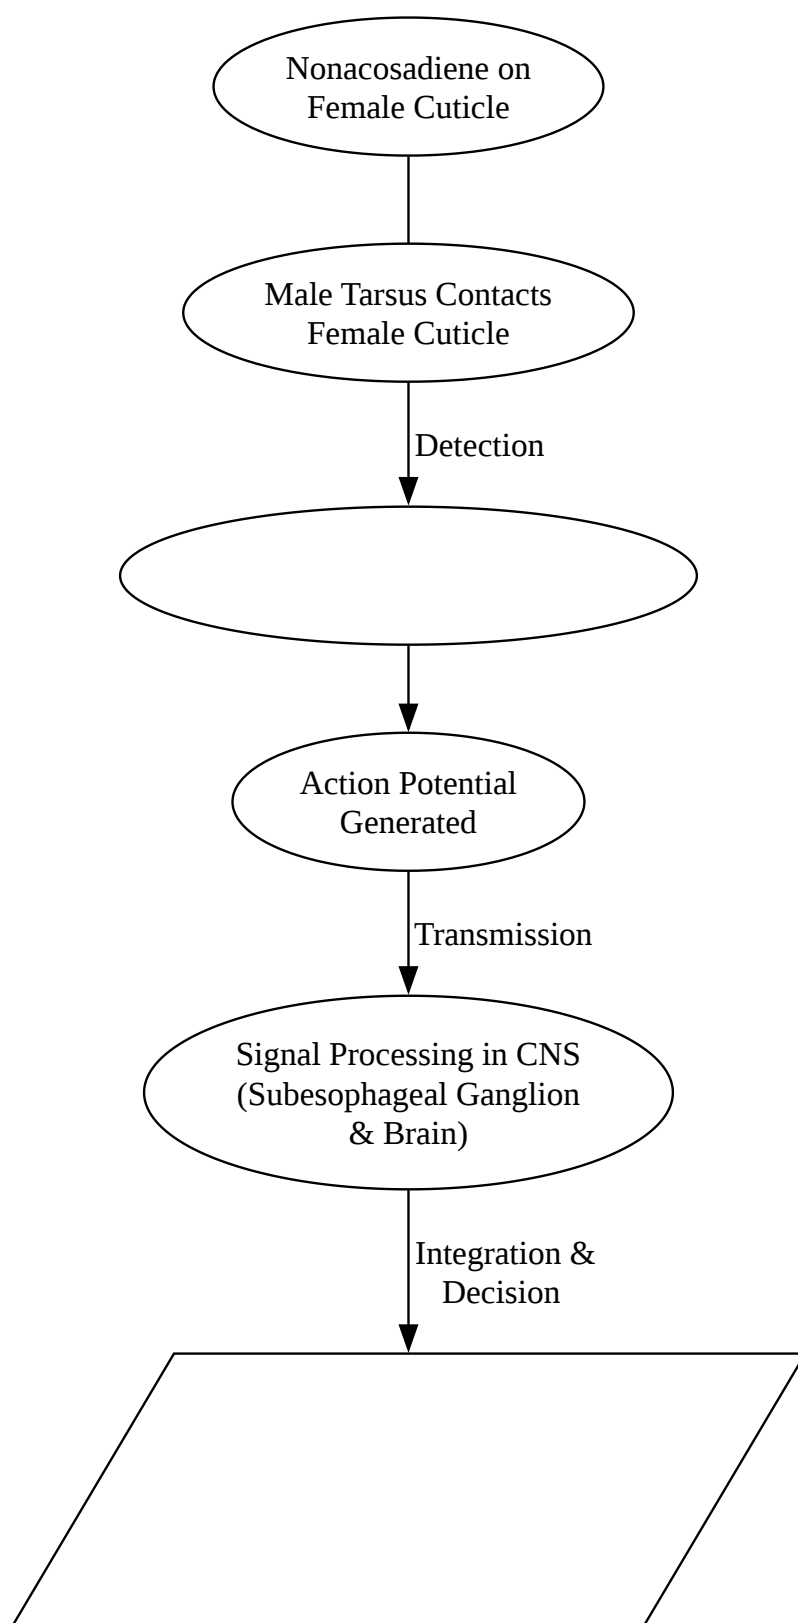 Nonacosadiene on
Female Cuticle
Male Tarsus Contacts
Female Cuticle
Detection
Action Potential
Generated
Transmission
Signal Processing in CNS
(Subesophageal Ganglion
& Brain)
Integration &
Decision